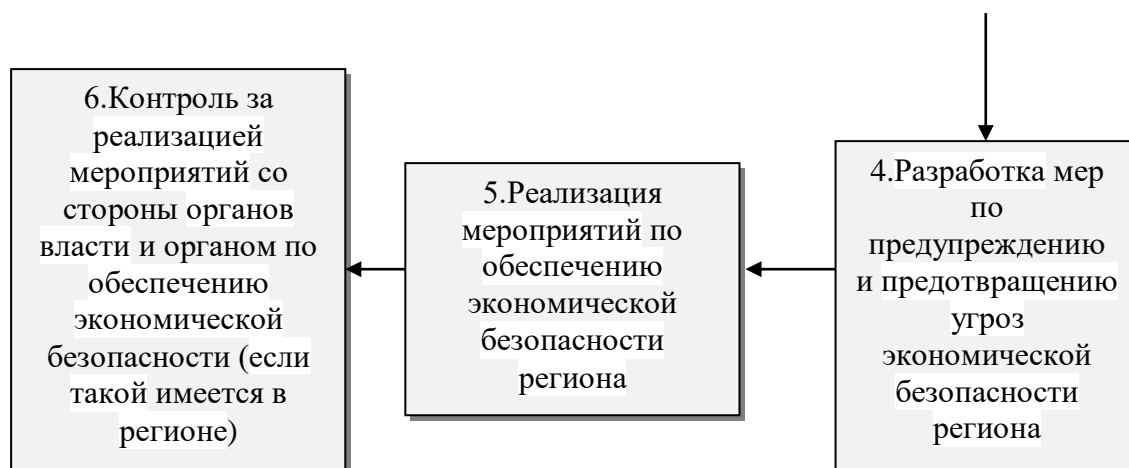 6.Контроль за
реализацией
мероприятий со
стороны органов
власти и органом по
обеспечению
экономической
безопасности (если
такой имеется в
регионе)
5.Реализация
мероприятий по
обеспечению
экономической
безопасности
региона
4.Разработка мер
по
предупреждению
и предотвращению
угроз
экономической
безопасности
региона